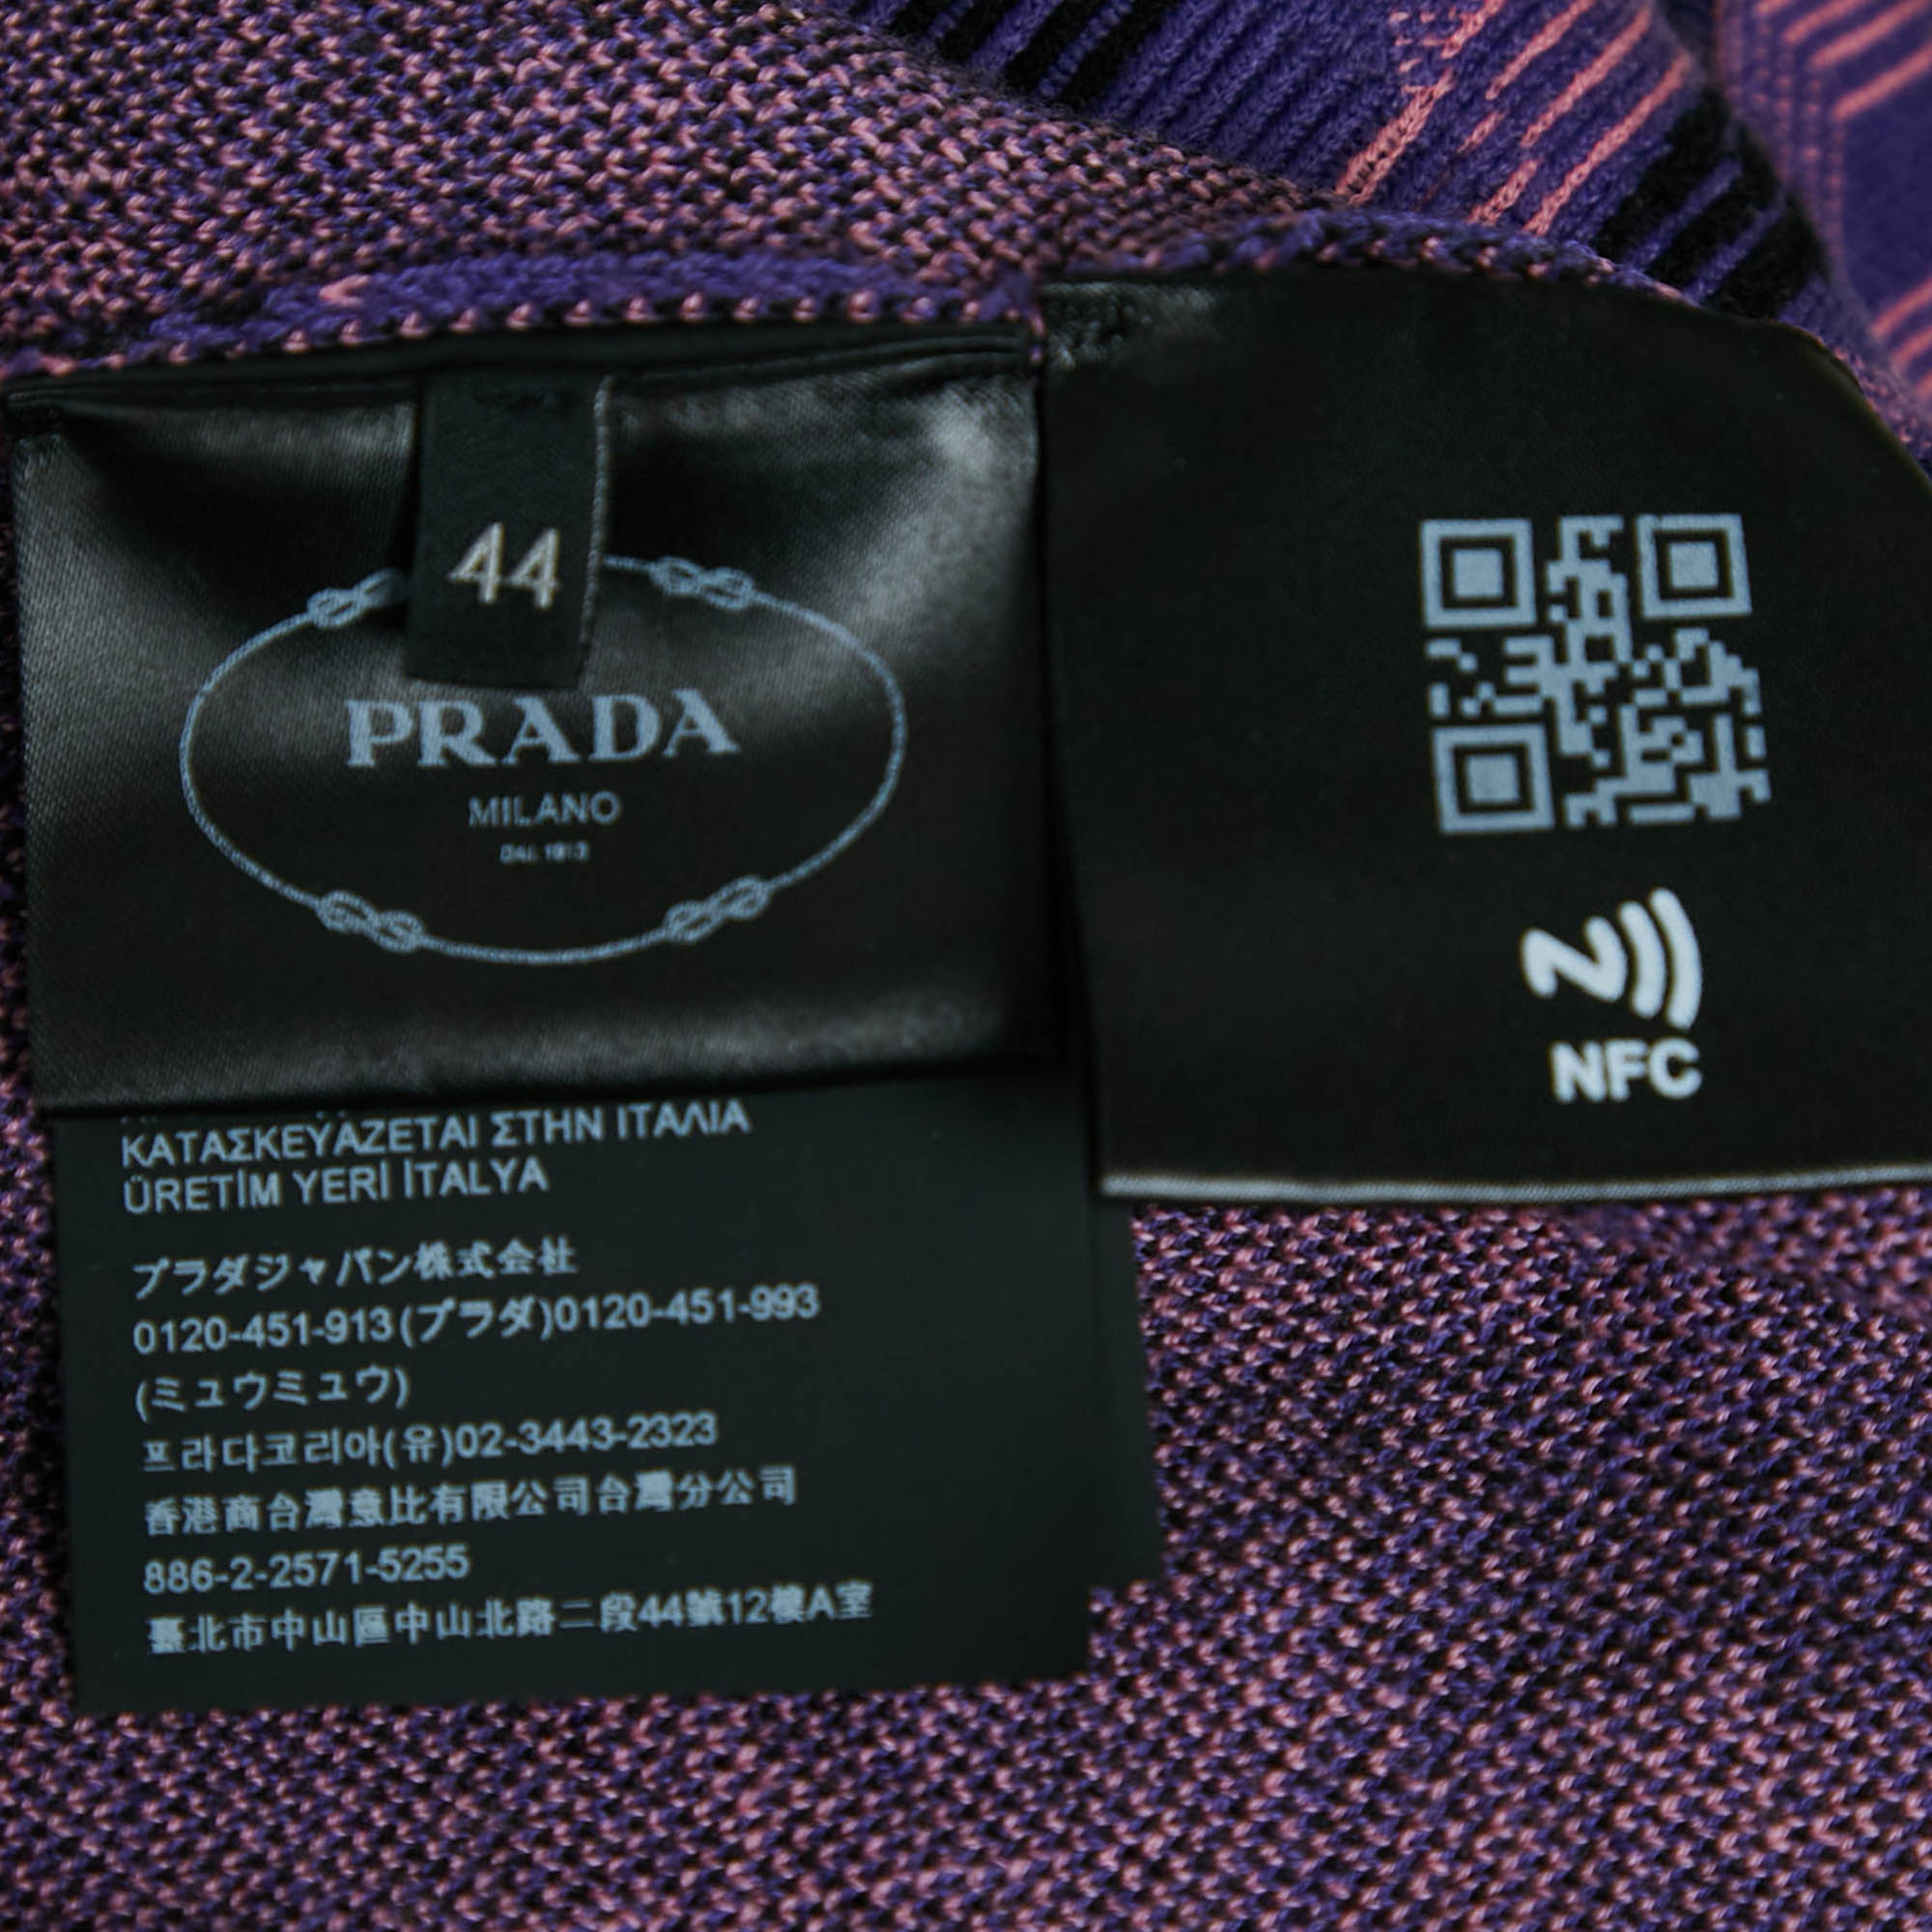 44
PRADA
MILANO
DAL 1913
NFC
ΚΑΤΑΣΚΕΥΑΖΕΤΑΙ ΣΤΗΝ ΙΤΑΛΙΑ
ÜRETİM YERİ İTALYA
プラダジャパン株式会社
0120-451-913(プラダ)0120-451-993
(ミュウミュウ)
프라다코리아(유)02-3443-2323
香港商台灣意比有限公司台灣分公司
886-2-2571-5255
臺北市中山區中山北路二段44號12樓A室